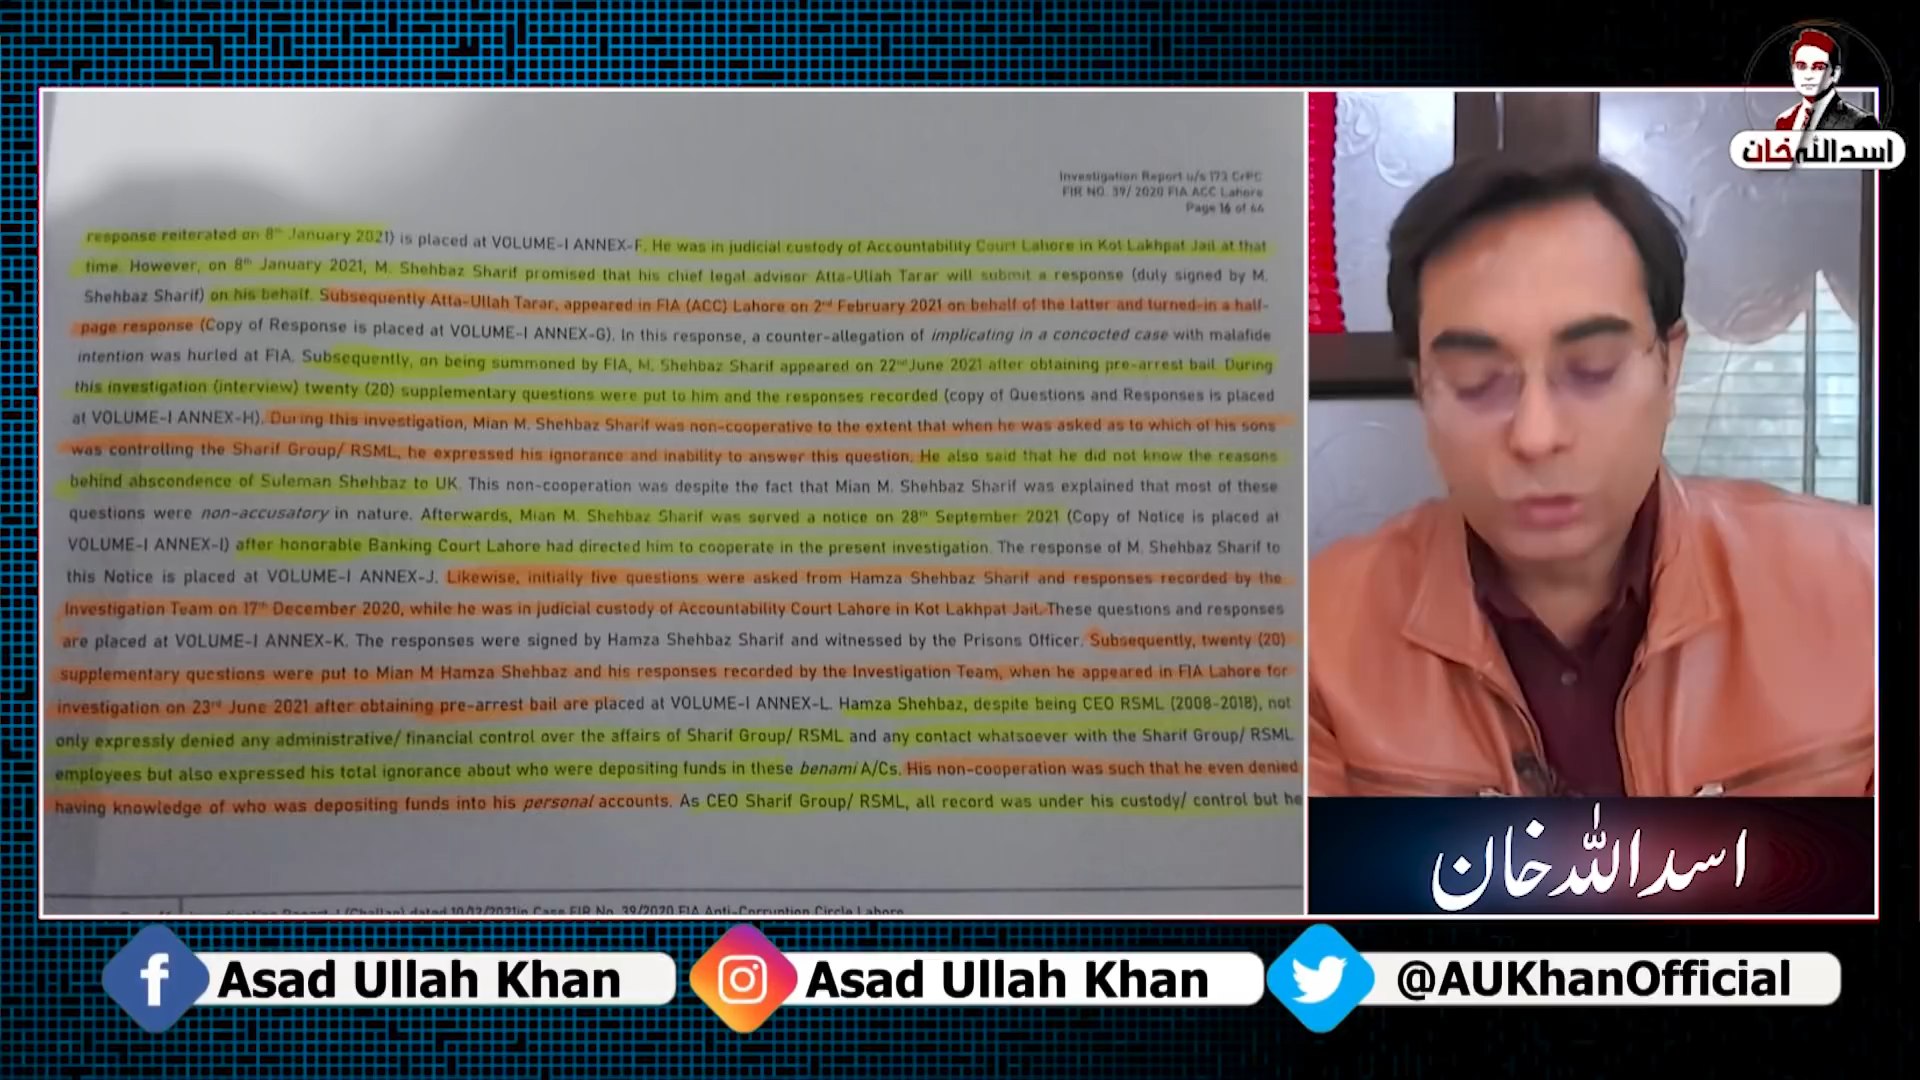 اسداللہ خان
Investigation Report u/s 173 CrPC
FIR NO. 39/ 2020 FIA ACC Lahore
Page 16 of 64
response reiterated on 8th January 2021) is placed at VOLUME-I ANNEX-F. He was in judicial custody of Accountability Court Lahore in Kot Lakhpat Jail at that
time. However, on 8th January 2021, M. Shehbaz Sharif promised that his chief legal advisor Atta-Ullah Tarar will submit a response (duly signed by M.
Shehbaz Sharif) on his behalf. Subsequently Atta-Ullah Tarar, appeared in FIA (ACC) Lahore on 2nd February 2021 on behalf of the latter and turned-in a half-
page response (Copy of Response is placed at VOLUME-I ANNEX-G). In this response, a counter-allegation of implicating in a concocted case with malafide
intention was hurled at FIA. Subsequently, on being summoned by FIA, M. Shehbaz Sharif appeared on 22nd June 2021 after obtaining pre-arrest bail. During
this investigation (interview) twenty (20) supplementary questions were put to him and the responses recorded (copy of Questions and Responses is placed
at VOLUME-I ANNEX-H). During this investigation, Mian M. Shehbaz Sharif was non-cooperative to the extent that when he was asked as to which of his sons
was controlling the Sharif Group/ RSML, he expressed his ignorance and inability to answer this question. He also said that he did not know the reasons
behind abscondence of Suleman Shehbaz to UK. This non-cooperation was despite the fact that Mian M. Shehbaz Sharif was explained that most of these
questions were non-accusatory in nature. Afterwards, Mian M. Shehbaz Sharif was served a notice on 28th September 2021 (Copy of Notice is placed at
VOLUME-I ANNEX-I) after honorable Banking Court Lahore had directed him to cooperate in the present investigation. The response of M. Shehbaz Sharif to
this Notice is placed at VOLUME-I ANNEX-J. Likewise, initially five questions were asked from Hamza Shehbaz Sharif and responses recorded by the
Investigation Team on 17th December 2020, while he was in judicial custody of Accountability Court Lahore in Kot Lakhpat Jail. These questions and responses
are placed at VOLUME-I ANNEX-K. The responses were signed by Hamza Shehbaz Sharif and witnessed by the Prisons Officer. Subsequently, twenty (20)
supplementary questions were put to Mian M Hamza Shehbaz and his responses recorded by the Investigation Team, when he appeared in FIA Lahore for
investigation on 23rd June 2021 after obtaining pre-arrest bail are placed at VOLUME-I ANNEX-L. Hamza Shehbaz, despite being CEO RSML (2008-2018), not
only expressly denied any administrative/ financial control over the affairs of Sharif Group/ RSML and any contact whatsoever with the Sharif Group/ RSML
employees but also expressed his total ignorance about who were depositing funds in these benami A/Cs. His non-cooperation was such that he even denied
having knowledge of who was depositing funds into his personal accounts. As CEO Sharif Group/ RSML, all record was under his custody/ control but he
Investigation Report / (Challan) dated 10/12/2021in Case FIR No. 39/2020 FIA Anti-Corruption Circle Lahore
اسد اللہ خان
Asad Ullah Khan
Asad Ullah Khan
@AUKhanOfficial